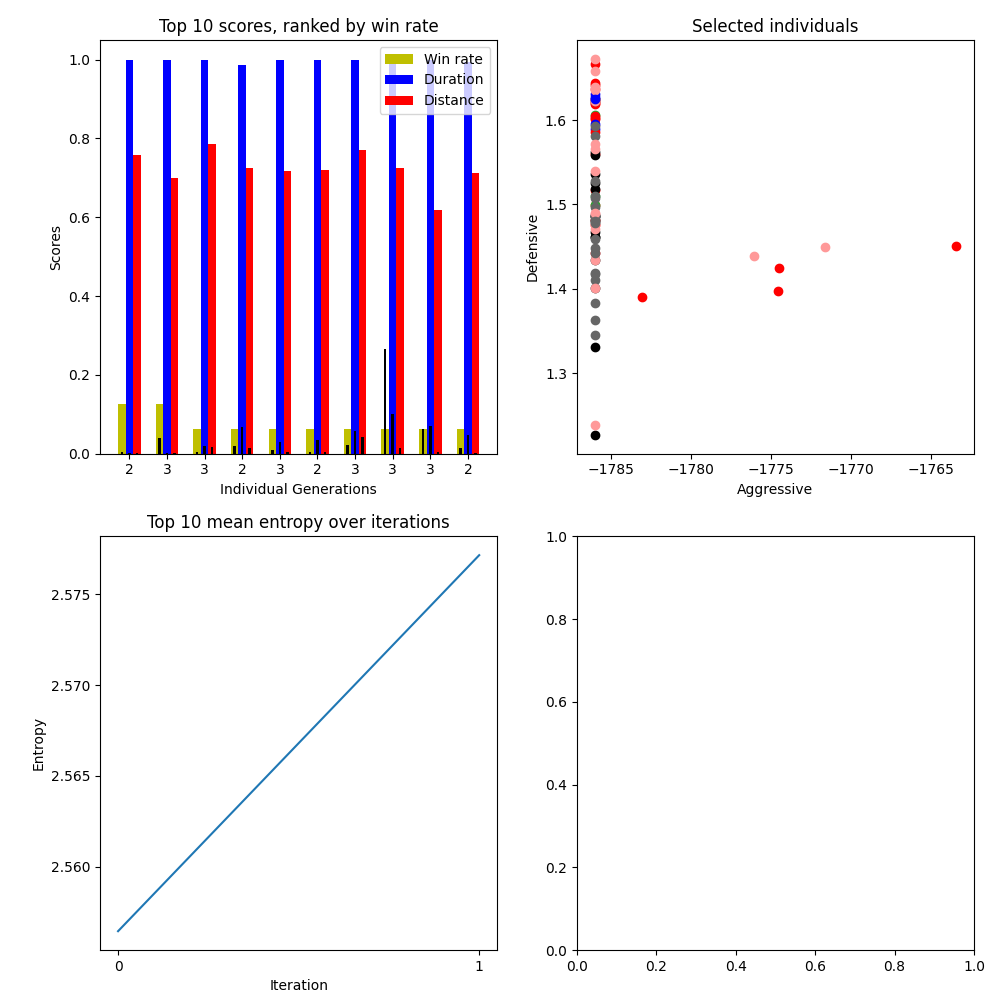 Top 10 scores, ranked by win rate
Win rate
Duration
Distance
1.0
0.8
0.6
0.4
0.2
0.0
Scores
2 3 3 2 3 2 3 3 3 2
Individual Generations
Selected individuals
1.6
1.5
1.4
1.3
Defensive
−1785 −1780 −1775 −1770 −1765
Aggressive
Top 10 mean entropy over iterations
2.575
2.570
2.565
2.560
Entropy
0 1
Iteration
1.0
0.8
0.6
0.4
0.2
0.0
0.0 0.2 0.4 0.6 0.8 1.0